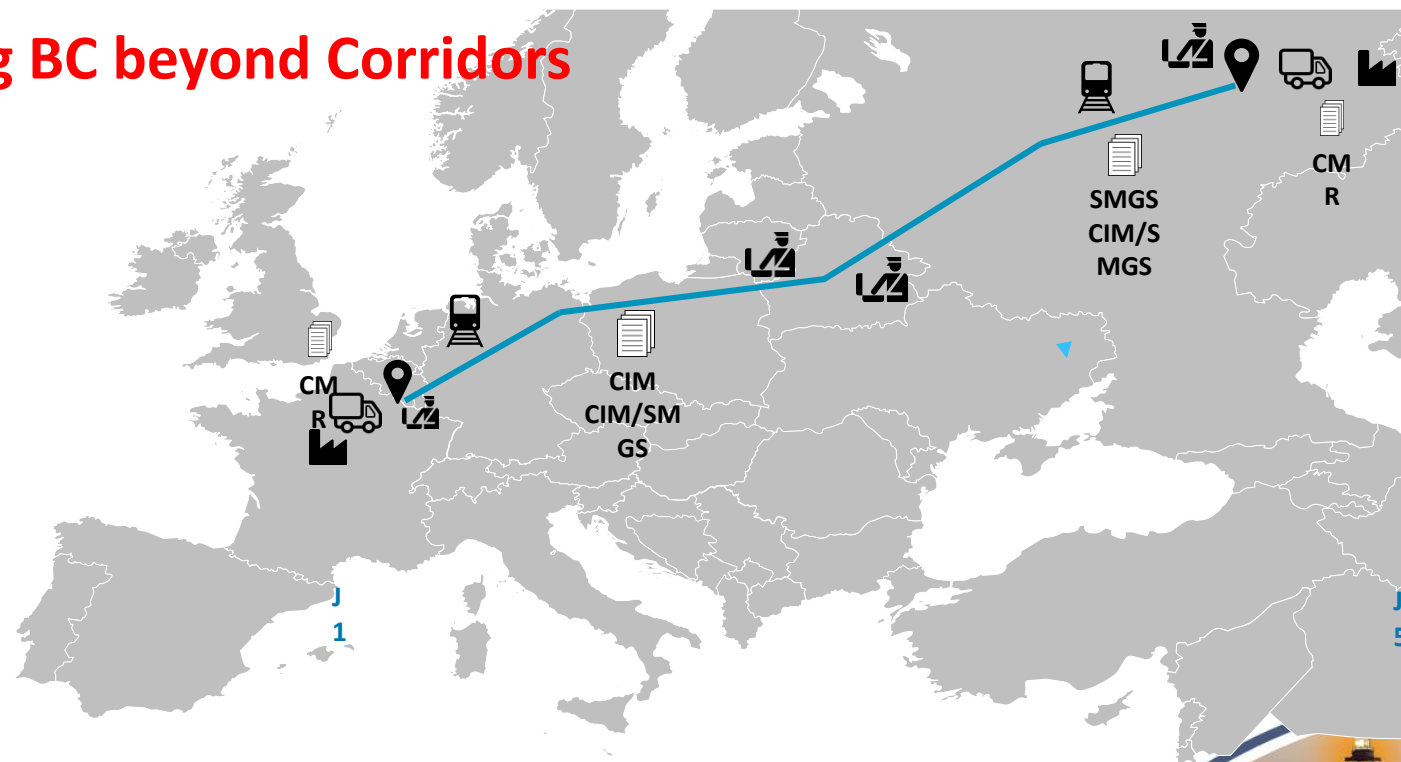 g BC beyond Corridors
CM
R
SMGS
CIM/S
MGS
CM
R
CIM
CIM/SM
GS
J
1
J
5